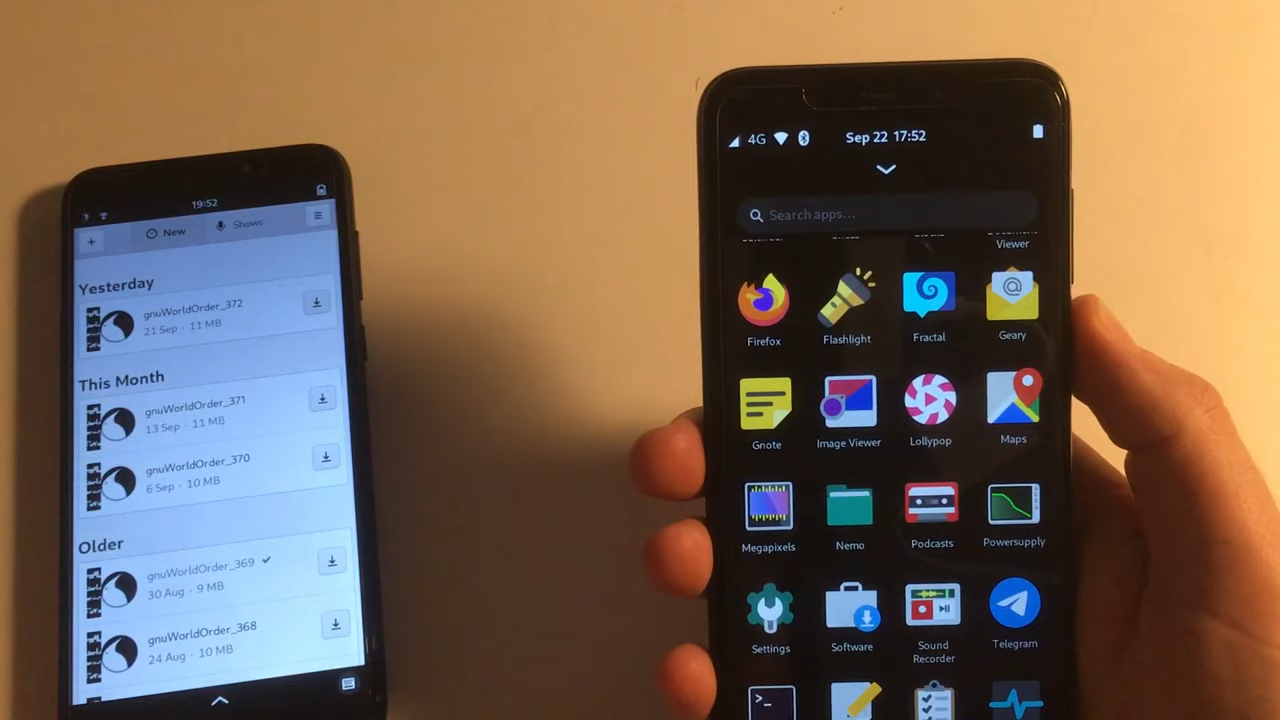 19:52
New
Shows
Yesterday
gnuWorldOrder_372
21 Sep · 11 MB
This Month
gnuWorldOrder_371
13 Sep · 11 MB
gnuWorldOrder_370
6 Sep · 10 MB
Older
gnuWorldOrder_369
30 Aug · 9 MB
gnuWorldOrder_368
24 Aug · 10 MB
4G
Sep 22 17:52
Search apps...
Viewer
Firefox
Flashlight
Fractal
Geary
Gnote
Image Viewer
Lollypop
Maps
Megapixels
Nemo
Podcasts
Powersupply
Settings
Software
Sound
Recorder
Telegram